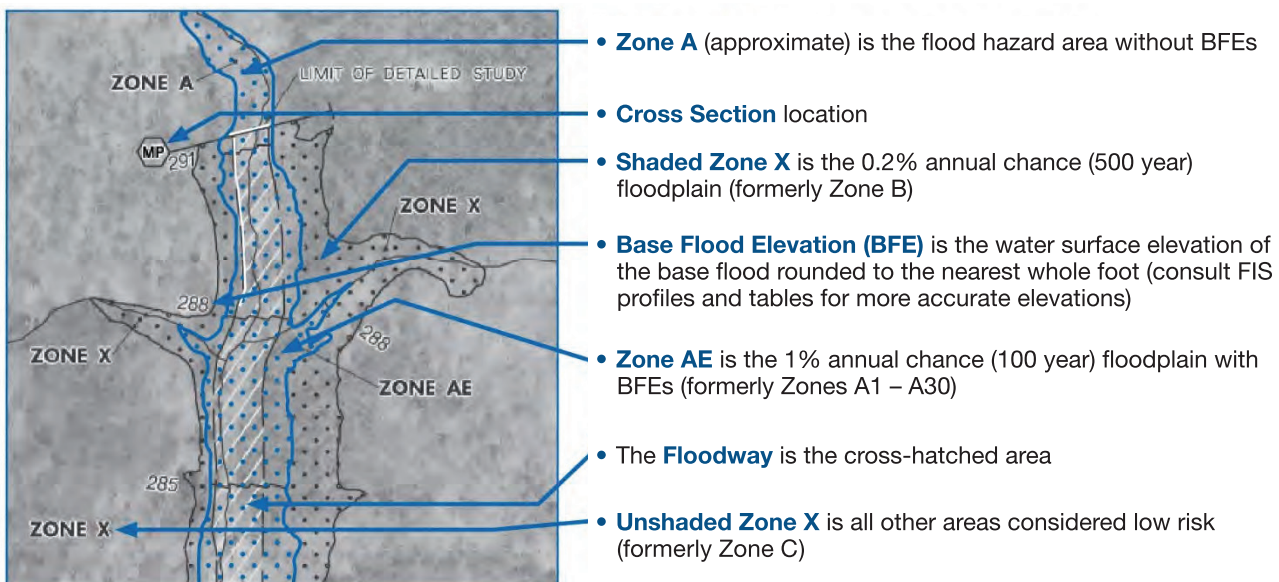 ZONE A
LIMIT OF DETAILED STUDY
MP
291
ZONE X
288
288
ZONE X
ZONE AE
285
ZONE X
• Zone A (approximate) is the flood hazard area without BFEs
• Cross Section location
• Shaded Zone X is the 0.2% annual chance (500 year)
floodplain (formerly Zone B)
• Base Flood Elevation (BFE) is the water surface elevation of
the base flood rounded to the nearest whole foot (consult FIS
profiles and tables for more accurate elevations)
• Zone AE is the 1% annual chance (100 year) floodplain with
BFEs (formerly Zones A1 – A30)
• The Floodway is the cross-hatched area
• Unshaded Zone X is all other areas considered low risk
(formerly Zone C)